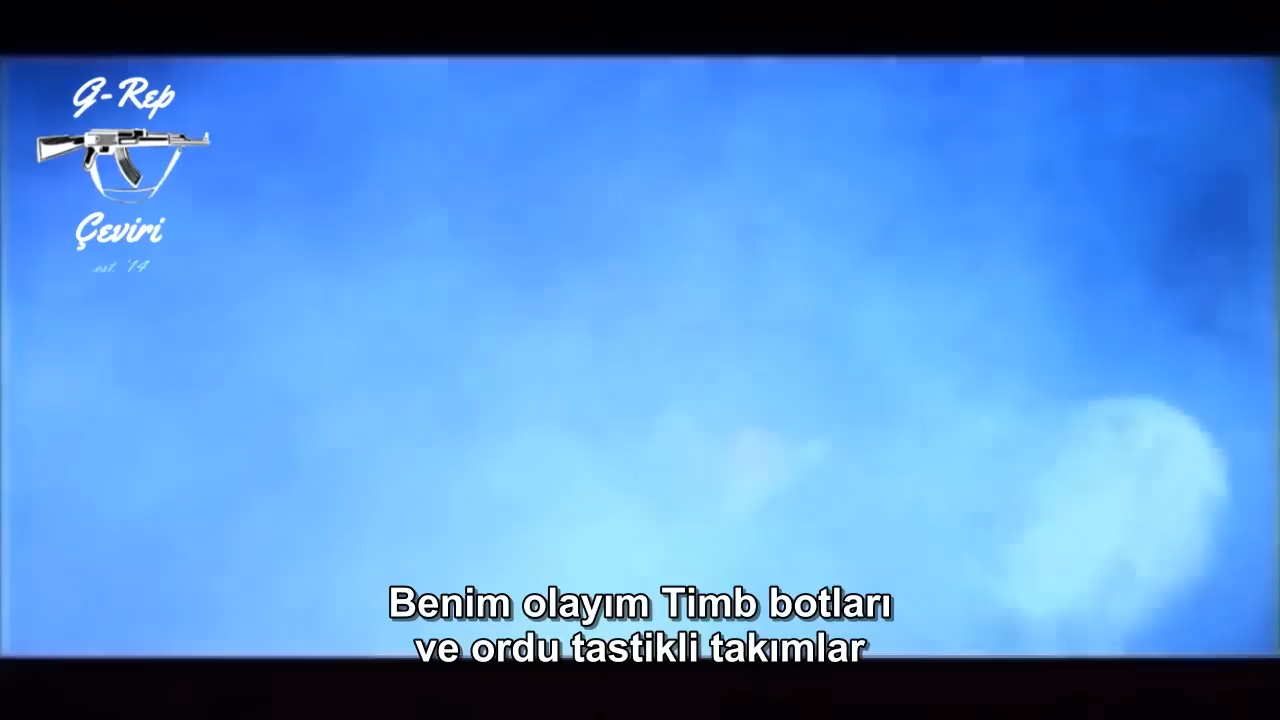 G-Rep
Çeviri
est. '14
Benim olayım Timb botları
ve ordu tastikli takımlar